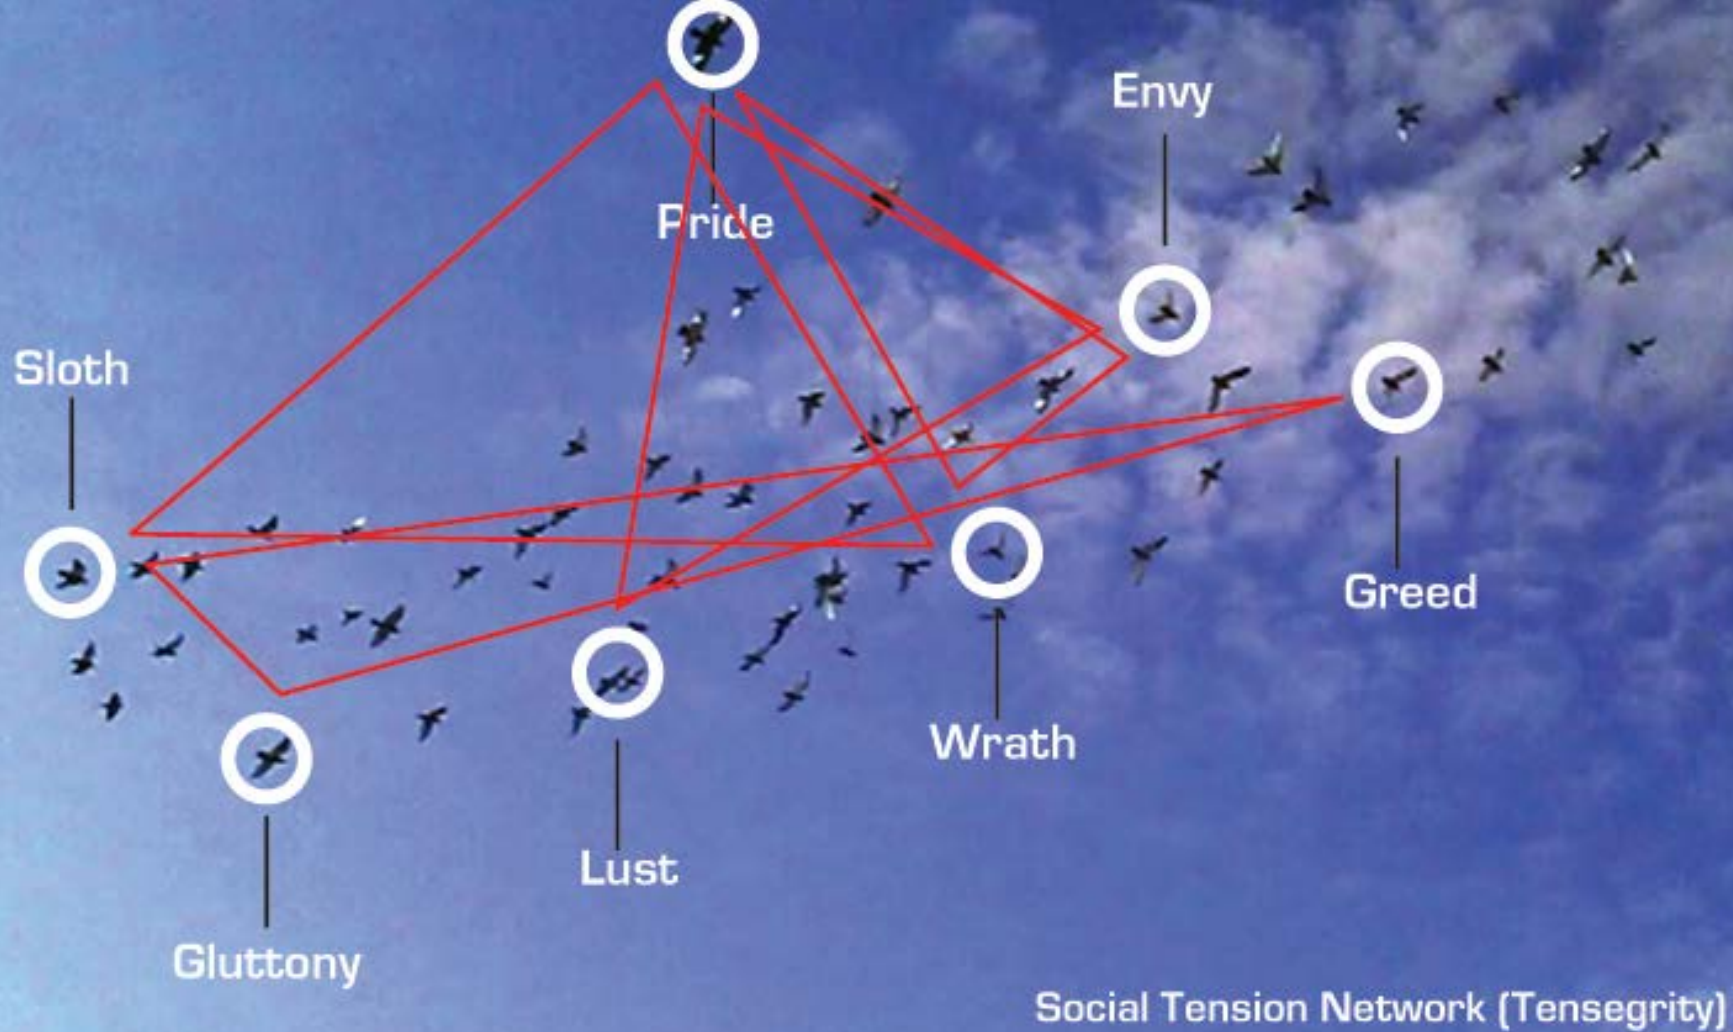 Envy
Pride
Sloth
Greed
Wrath
Lust
Gluttony
Social Tension Network (Tensegrity)